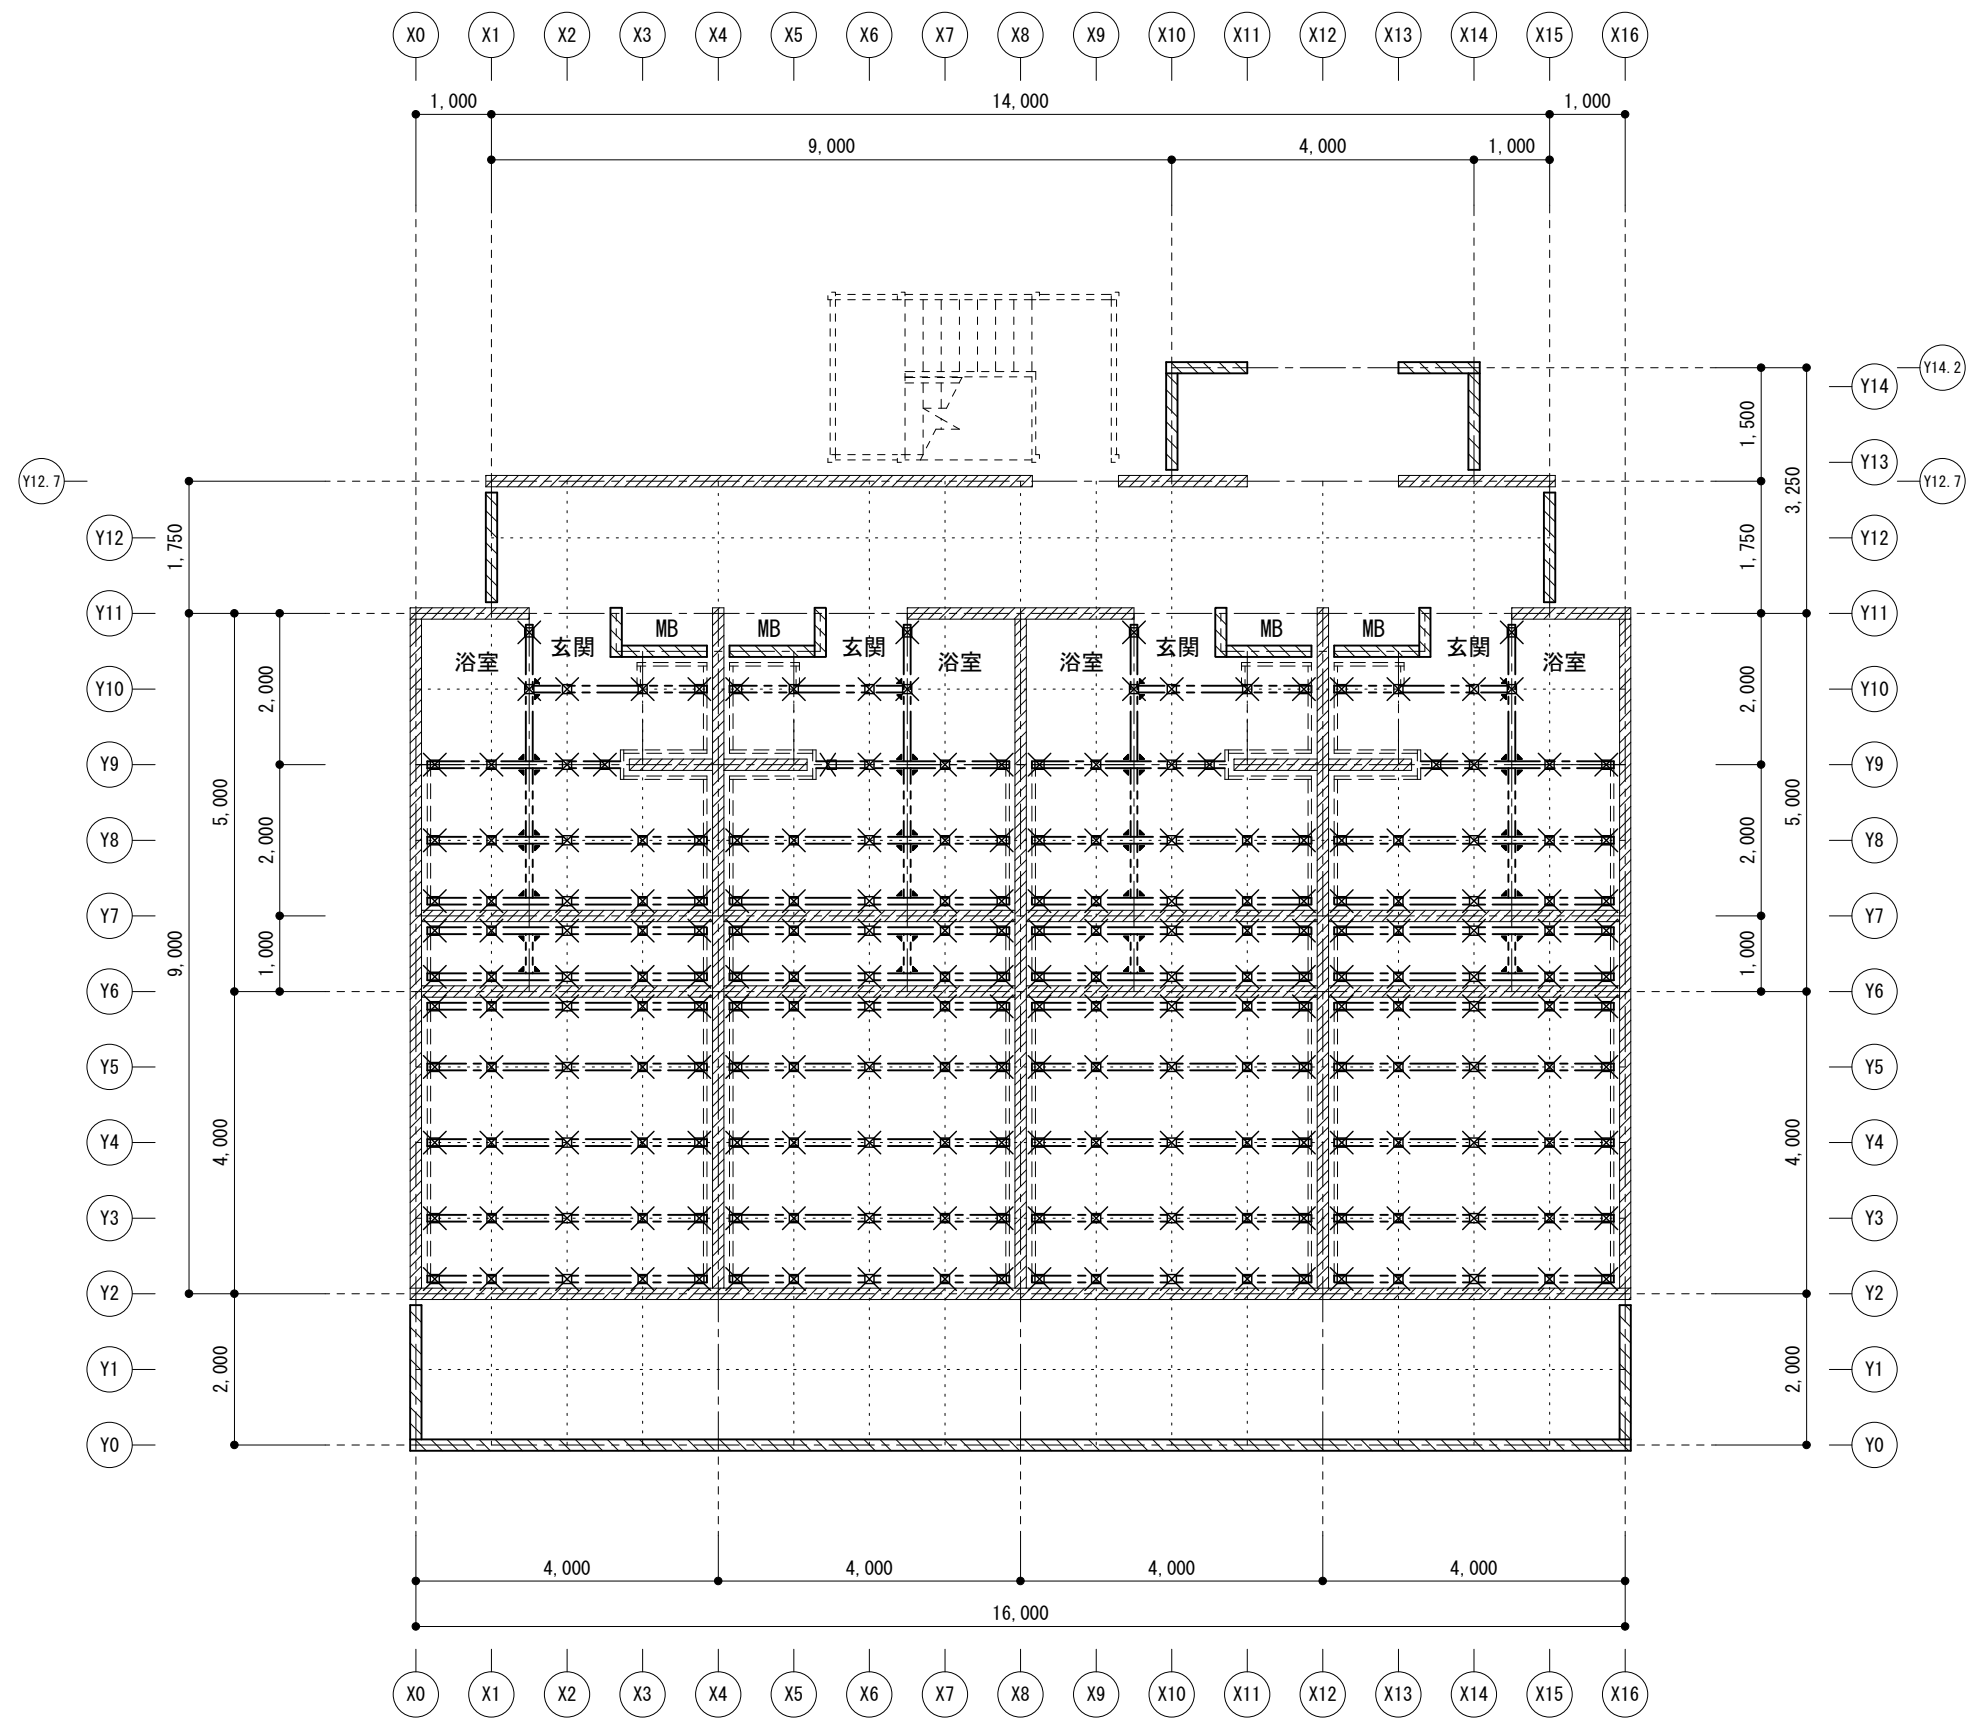 X0 X1 X2 X3 X4 X5 X6 X7 X8 X9 X10 X11 X12 X13 X14 X15 X16
1,000 14,000 1,000
9,000 4,000 1,000
Y14.2
Y14
1,500
Y13
Y12.7 Y12.7
3,250
Y12 1,750 1,750 Y12
Y11 Y11
MB MB MB MB
玄関 玄関 玄関 玄関
浴室 浴室 浴室 浴室
Y10 2,000 2,000 Y10
Y9 Y9
5,000 5,000
Y8 2,000 2,000 Y8
Y7 Y7
9,000 1,000 1,000
Y6 Y6
Y5 Y5
Y4 4,000 4,000 Y4
Y3 Y3
Y2 Y2
Y1 2,000 2,000 Y1
Y0 Y0
4,000 4,000 4,000 4,000
16,000
X0 X1 X2 X3 X4 X5 X6 X7 X8 X9 X10 X11 X12 X13 X14 X15 X16